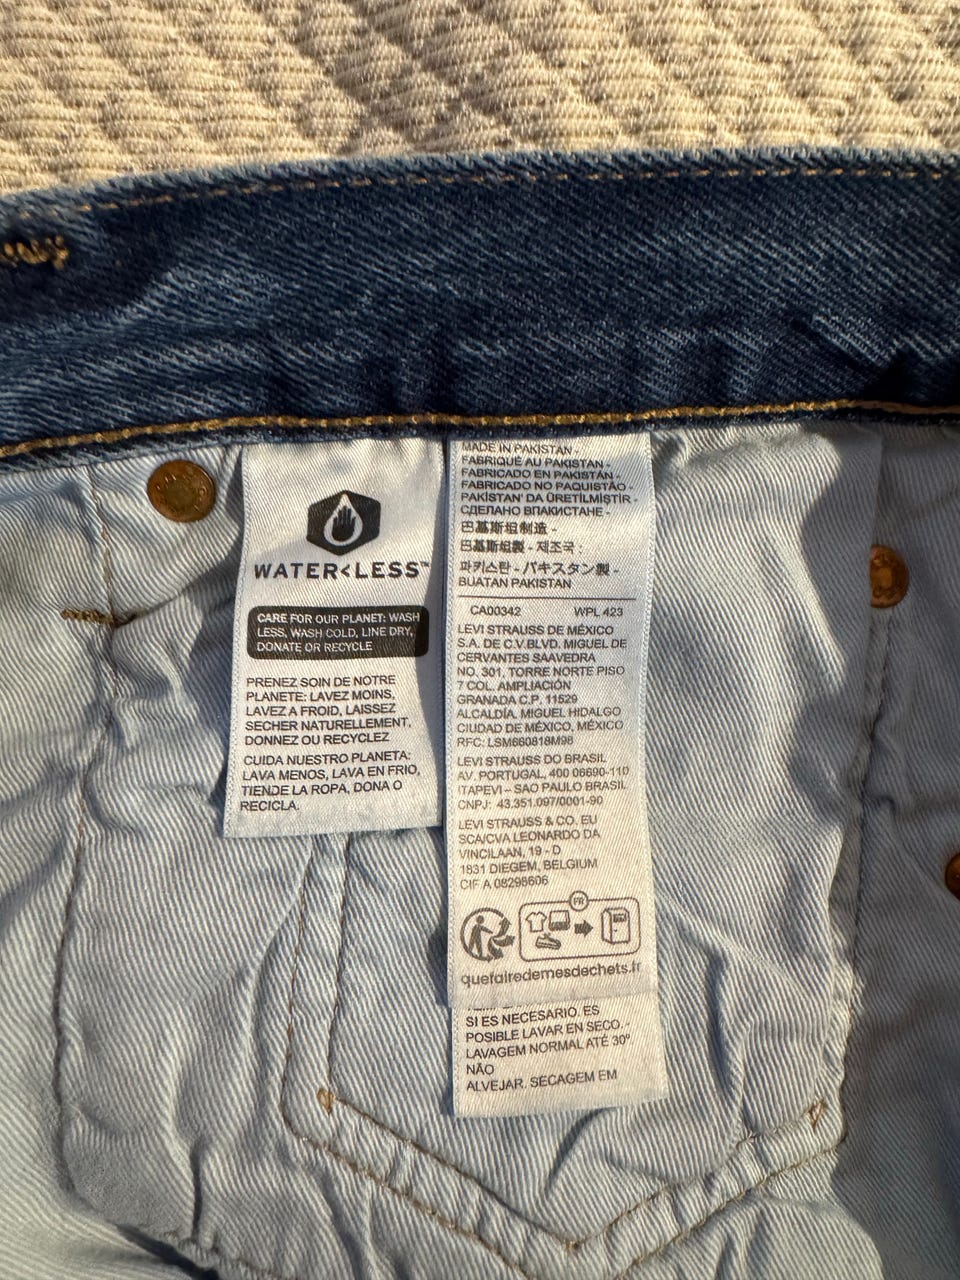 WATER<LESS™
CARE FOR OUR PLANET: WASH
LESS, WASH COLD, LINE DRY,
DONATE OR RECYCLE
PRENEZ SOIN DE NOTRE
PLANETE: LAVEZ MOINS,
LAVEZ A FROID, LAISSEZ
SECHER NATURELLEMENT,
DONNEZ OU RECYCLEZ
CUIDA NUESTRO PLANETA:
LAVA MENOS, LAVA EN FRIO,
TIENDE LA ROPA, DONA O
RECICLA.
MADE IN PAKISTAN -
FABRIQUÉ AU PAKISTAN -
FABRICADO EN PAKISTÁN -
FABRICADO NO PAQUISTÃO -
PAKİSTAN' DA ÜRETİLMİŞTİR -
СДЕЛАНО ВПАКИСТАНЕ -
巴基斯坦制造 -
巴基斯坦製 - 제조국 :
파키스탄 - パキスタン製 -
BUATAN PAKISTAN
CA00342 WPL 423
LEVI STRAUSS DE MÉXICO
S.A. DE C.V.BLVD. MIGUEL DE
CERVANTES SAAVEDRA
NO. 301, TORRE NORTE PISO
7 COL. AMPLIACIÓN
GRANADA C.P. 11529
ALCALDÍA. MIGUEL HIDALGO
CIUDAD DE MÉXICO, MÉXICO
RFC: LSM660818M98
LEVI STRAUSS DO BRASIL
AV. PORTUGAL, 400 06690-110
ITAPEVI – SAO PAULO BRASIL
CNPJ: 43.351.097/0001-90
LEVI STRAUSS & CO. EU
SCA/CVA LEONARDO DA
VINCILAAN, 19 - D
1831 DIEGEM, BELGIUM
CIF A 08298606
FR
quefairedemesdechets.fr
SI ES NECESARIO. ES
POSIBLE LAVAR EN SECO.-
LAVAGEM NORMAL ATÉ 30º.
NÃO
ALVEJAR. SECAGEM EM